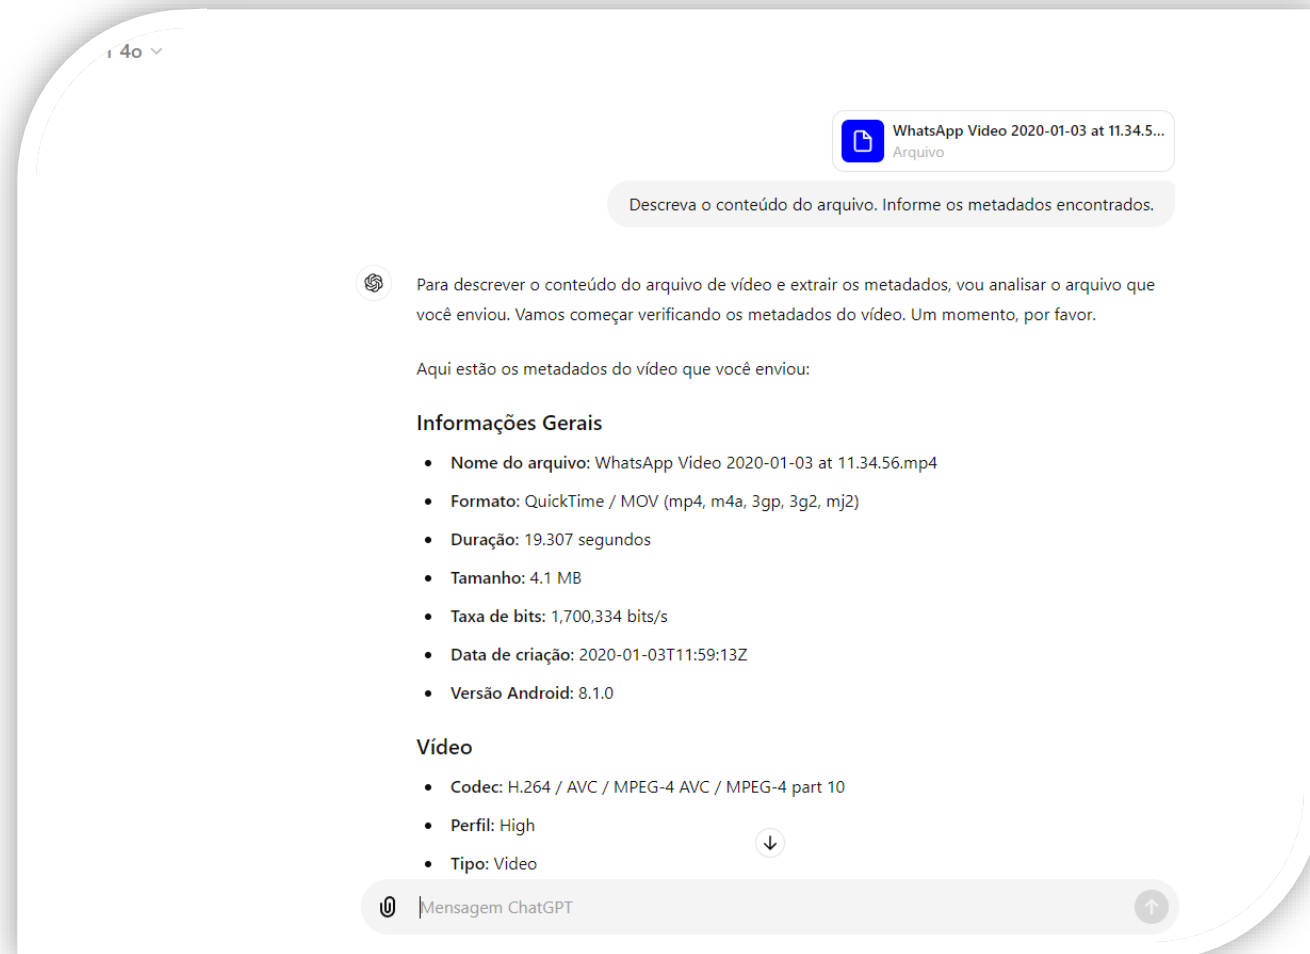 4o
WhatsApp Video 2020-01-03 at 11.34.5...
Arquivo
Descreva o conteúdo do arquivo. Informe os metadados encontrados.
Para descrever o conteúdo do arquivo de vídeo e extrair os metadados, vou analisar o arquivo que
você enviou. Vamos começar verificando os metadados do vídeo. Um momento, por favor.
Aqui estão os metadados do vídeo que você enviou:
Informações Gerais
• Nome do arquivo: WhatsApp Video 2020-01-03 at 11.34.56.mp4
• Formato: QuickTime / MOV (mp4, m4a, 3gp, 3g2, mj2)
• Duração: 19.307 segundos
• Tamanho: 4.1 MB
• Taxa de bits: 1,700,334 bits/s
• Data de criação: 2020-01-03T11:59:13Z
• Versão Android: 8.1.0
Vídeo
• Codec: H.264 / AVC / MPEG-4 AVC / MPEG-4 part 10
• Perfil: High
• Tipo: Video
Mensagem ChatGPT